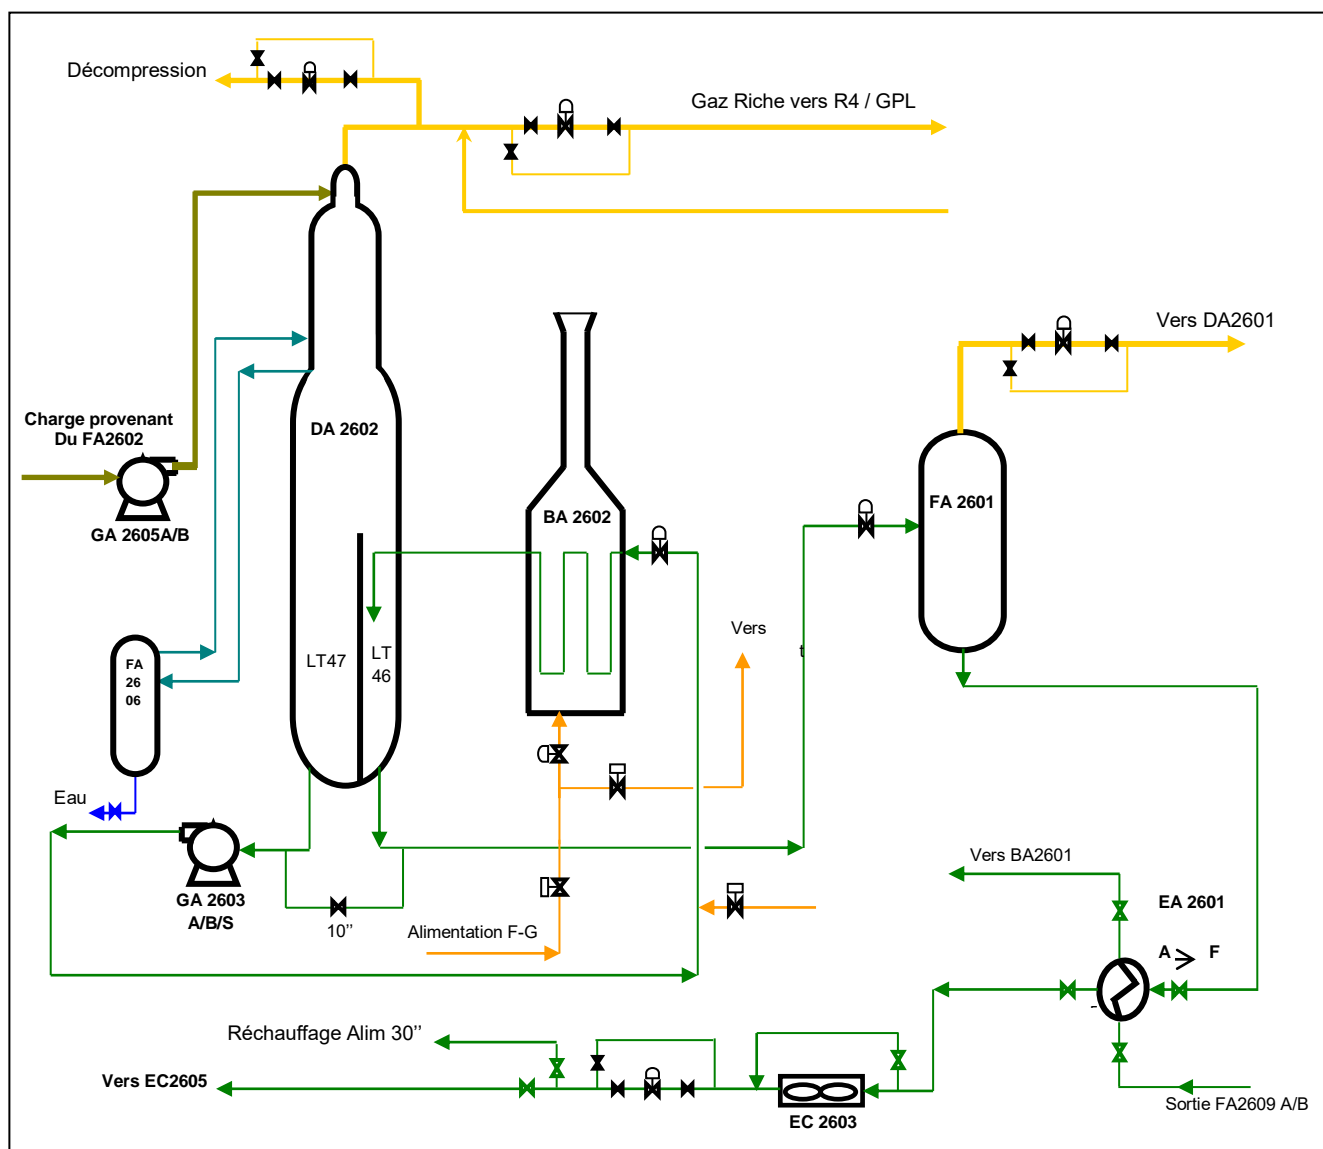 Décompression
Gaz Riche vers R4 / GPL
Vers DA2601
Charge provenant
Du FA2602
DA 2602
GA 2605A/B
BA 2602
FA 2601
Vers
t
LT47
LT
46
FA
26
06
Eau
GA 2603
A/B/S
10’’
Alimentation F-G
Vers BA2601
EA 2601
A F
Réchauffage Alim 30’’
Vers EC2605
EC 2603
Sortie FA2609 A/B